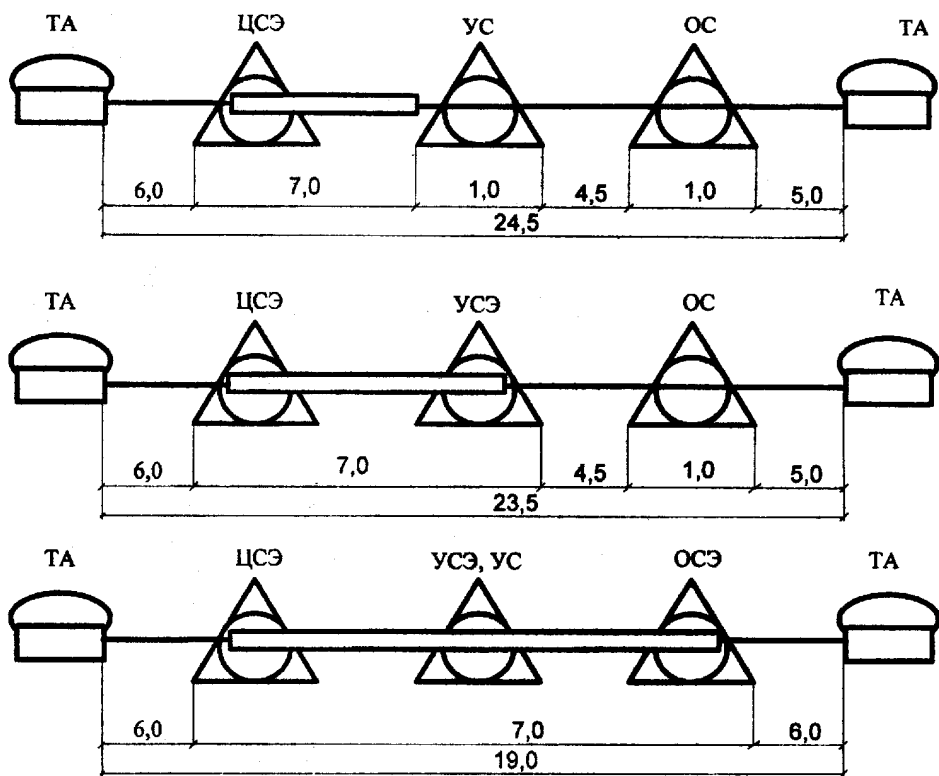 ТА ЦСЭ УС ОС ТА
6,0 7,0 1,0 4,5 1,0 5,0
24,5
ТА ЦСЭ УСЭ ОС ТА
6,0 7,0 4,5 1,0 5,0
23,5
ТА ЦСЭ УСЭ, УС ОСЭ ТА
6,0 7,0 6,0
19,0